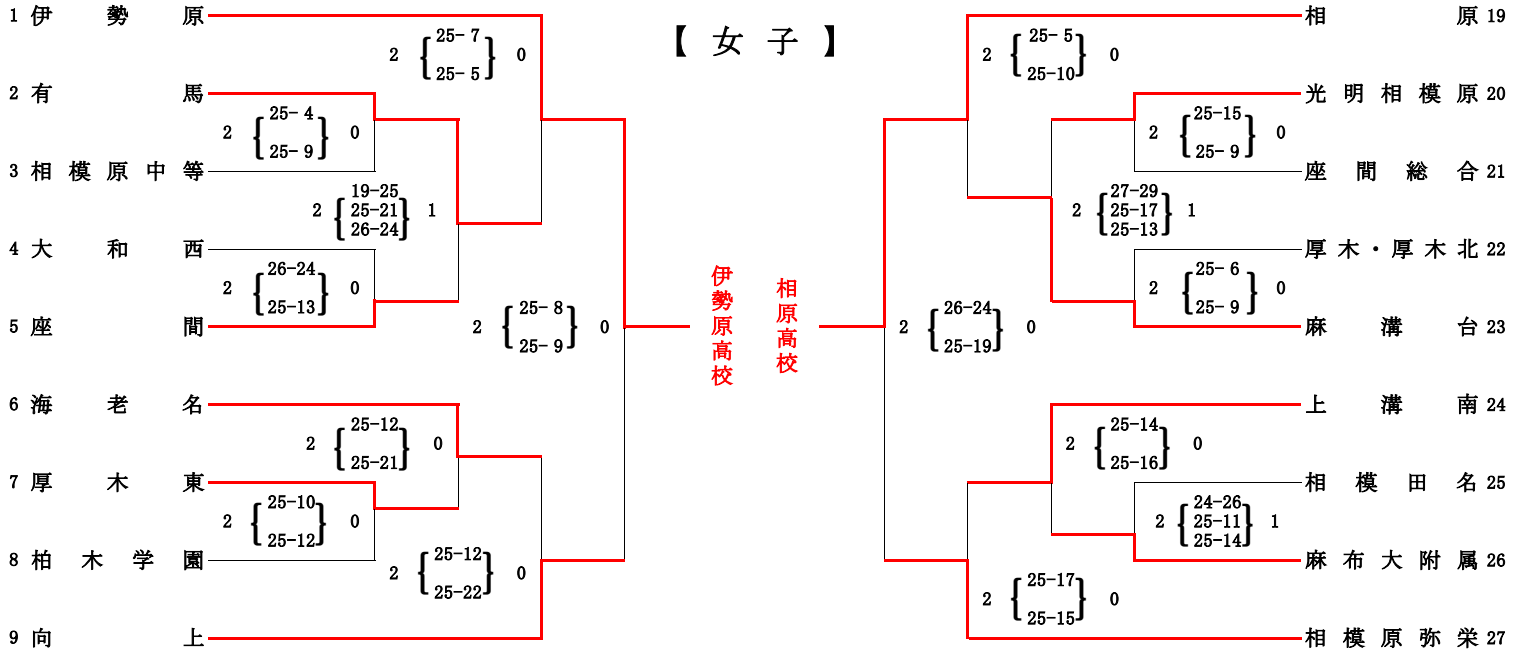 【 女 子 】
1 伊勢原
2 { 25- 7 25- 5 } 0
2 有馬
2 { 25- 4 25- 9 } 0
3 相模原中等
2 { 19-25 25-21 26-24 } 1
4 大和西
2 { 26-24 25-13 } 0
5 座間
2 { 25- 8 25- 9 } 0
6 海老名
2 { 25-12 25-21 } 0
7 厚木東
2 { 25-10 25-12 } 0
8 柏木学園
2 { 25-12 25-22 } 0
9 向上
伊勢原高校
相原高校
相原 19
2 { 25- 5 25-10 } 0
光明相模原 20
2 { 25-15 25- 9 } 0
座間総合 21
2 { 27-29 25-17 25-13 } 1
厚木・厚木北 22
2 { 25- 6 25- 9 } 0
麻溝台 23
2 { 26-24 25-19 } 0
上溝南 24
2 { 25-14 25-16 } 0
相模田名 25
2 { 24-26 25-11 25-14 } 1
麻布大附属 26
2 { 25-17 25-15 } 0
相模原弥栄 27